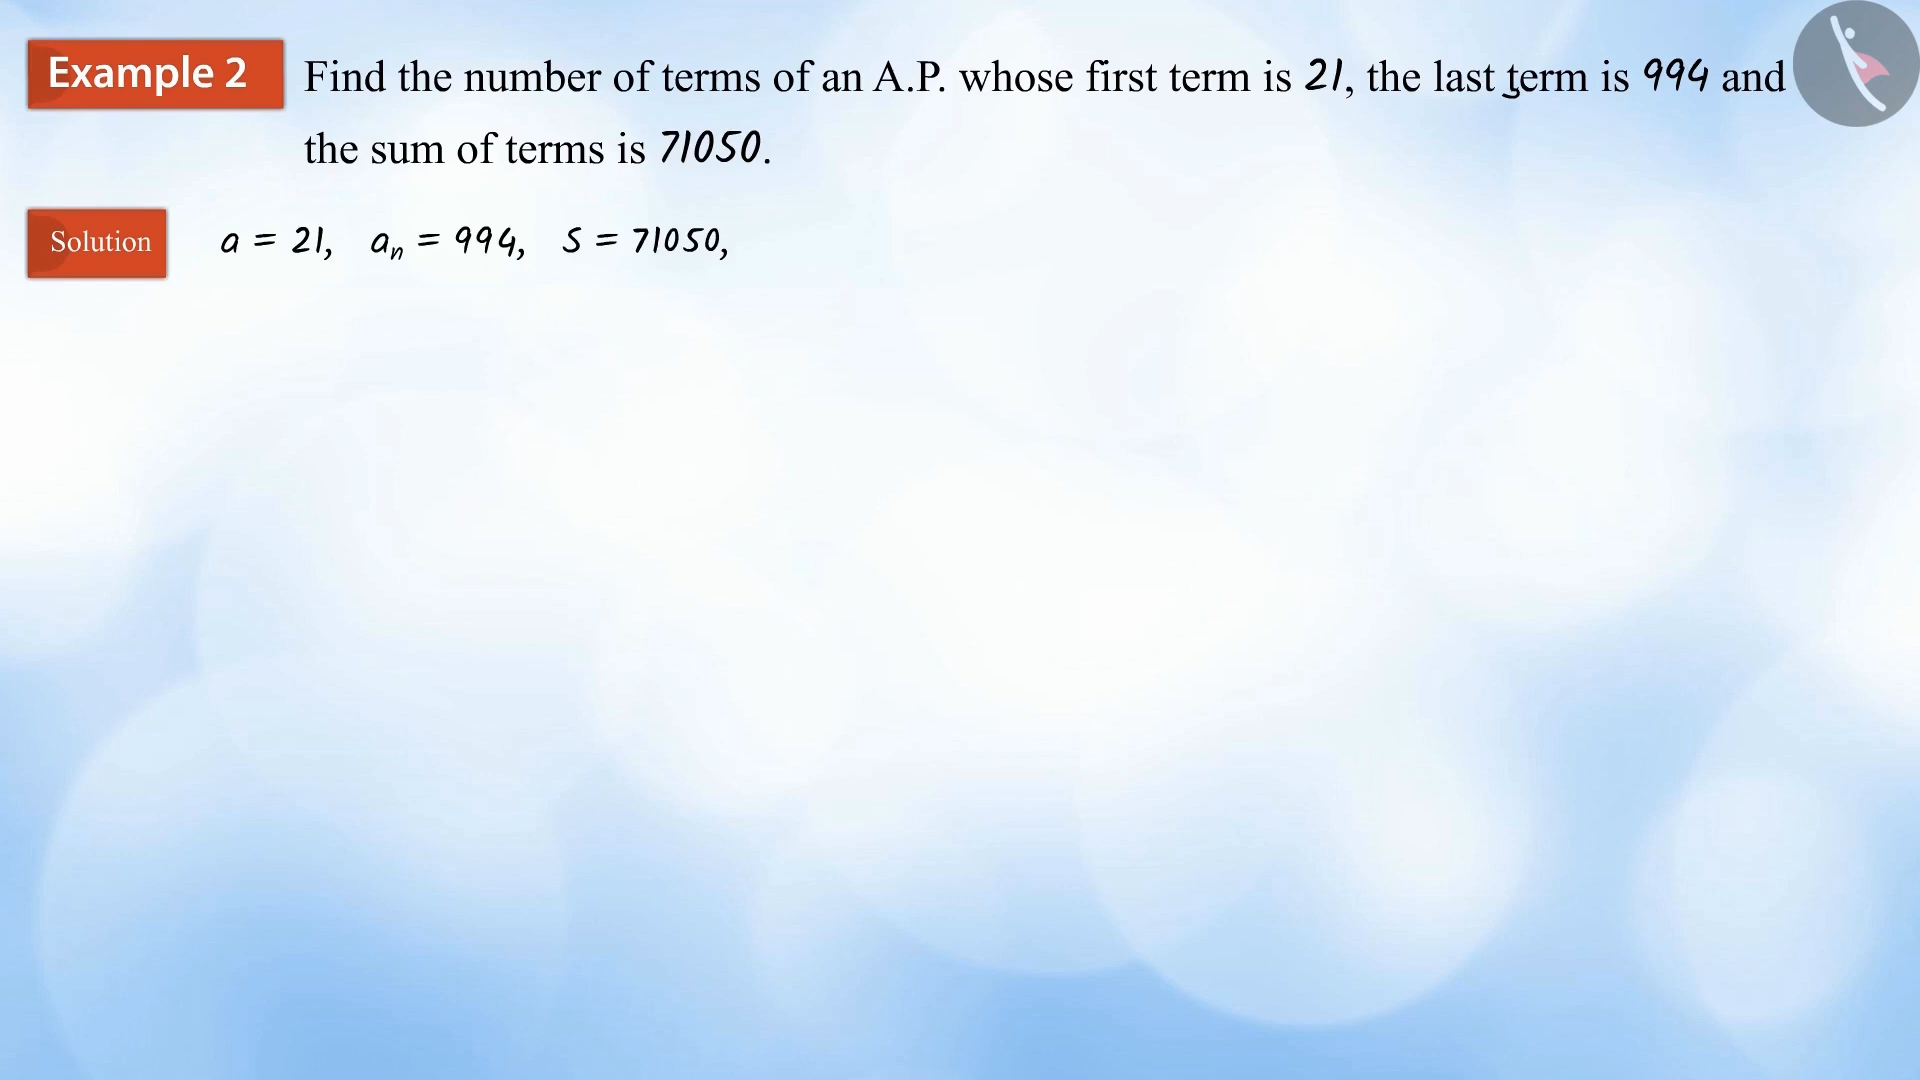 Example 2 Find the number of terms of an A.P. whose first term is 21, the last term is 994 and
the sum of terms is 71050.
Solution a = 21, aₙ = 994, S = 71050,